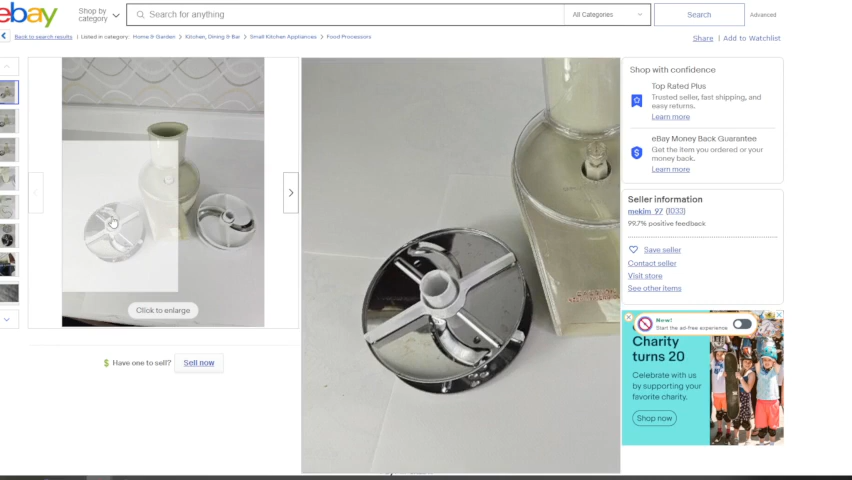 ebay
Shop by
category
Search for anything
All Categories
Search
Advanced
Back to search results | Listed in category: Home & Garden > Kitchen, Dining & Bar > Small Kitchen Appliances > Food Processors
Share | Add to Watchlist
Click to enlarge
$ Have one to sell? Sell now
Shop with confidence
Top Rated Plus
Trusted seller, fast shipping, and
easy returns.
Learn more
eBay Money Back Guarantee
Get the item you ordered or your
money back.
Learn more
Seller information
mekim_97 (1033)
99.7% positive feedback
Save seller
Contact seller
Visit store
See other items
New!
Start the ad-free experience
Charity
turns 20
Celebrate with us
by supporting your
favorite charity.
Shop now